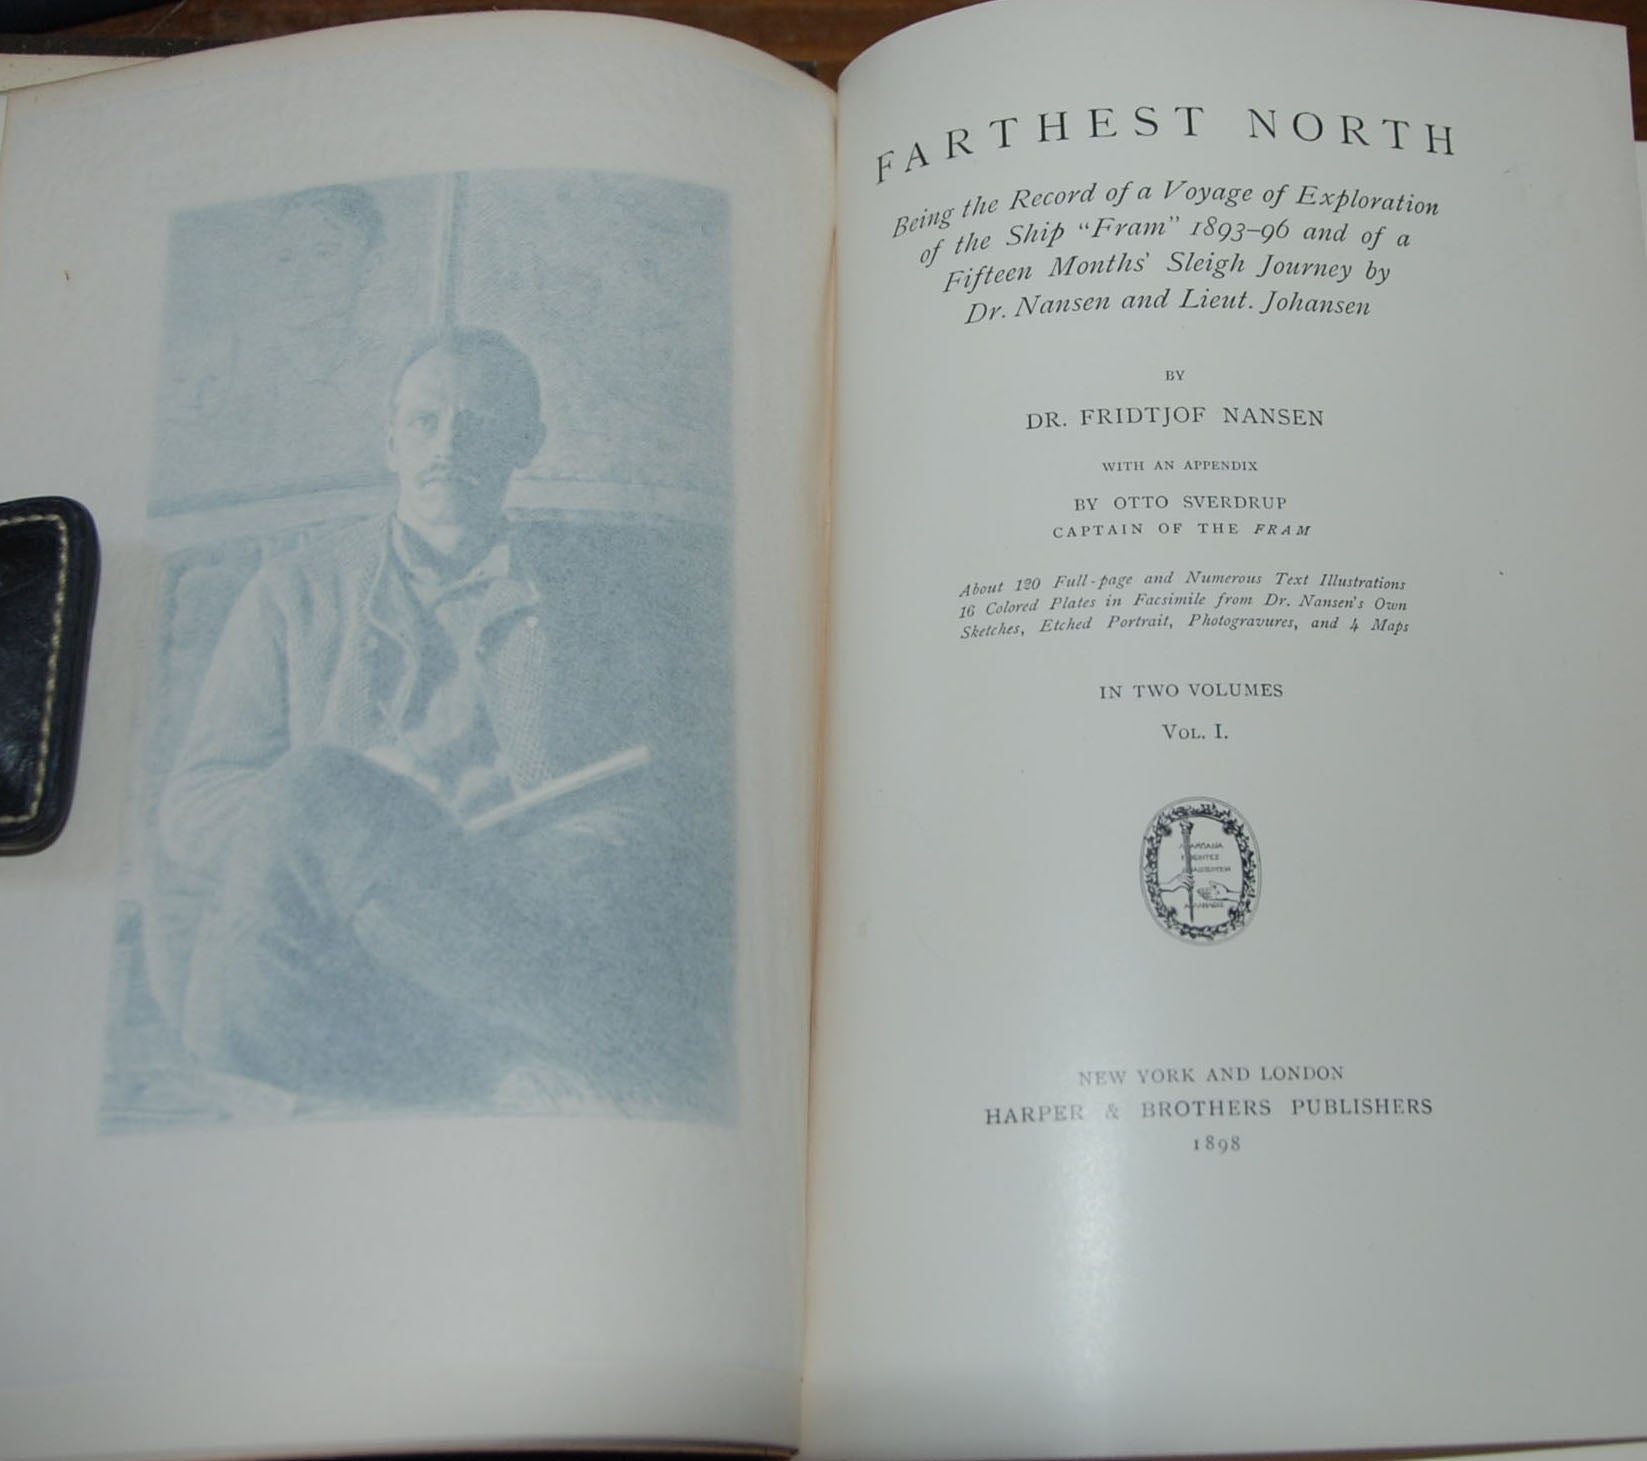 FARTHEST NORTH
Being the Record of a Voyage of Exploration
of the Ship "Fram" 1893-96 and of a
Fifteen Months' Sleigh Journey by
Dr. Nansen and Lieut. Johansen
BY
DR. FRIDTJOF NANSEN
WITH AN APPENDIX
BY OTTO SVERDRUP
CAPTAIN OF THE FRAM
About 120 Full-page and Numerous Text Illustrations
16 Colored Plates in Facsimile from Dr. Nansen's Own
Sketches, Etched Portrait, Photogravures, and 4 Maps
IN TWO VOLUMES
VOL. I.
NEW YORK AND LONDON
HARPER & BROTHERS PUBLISHERS
1898